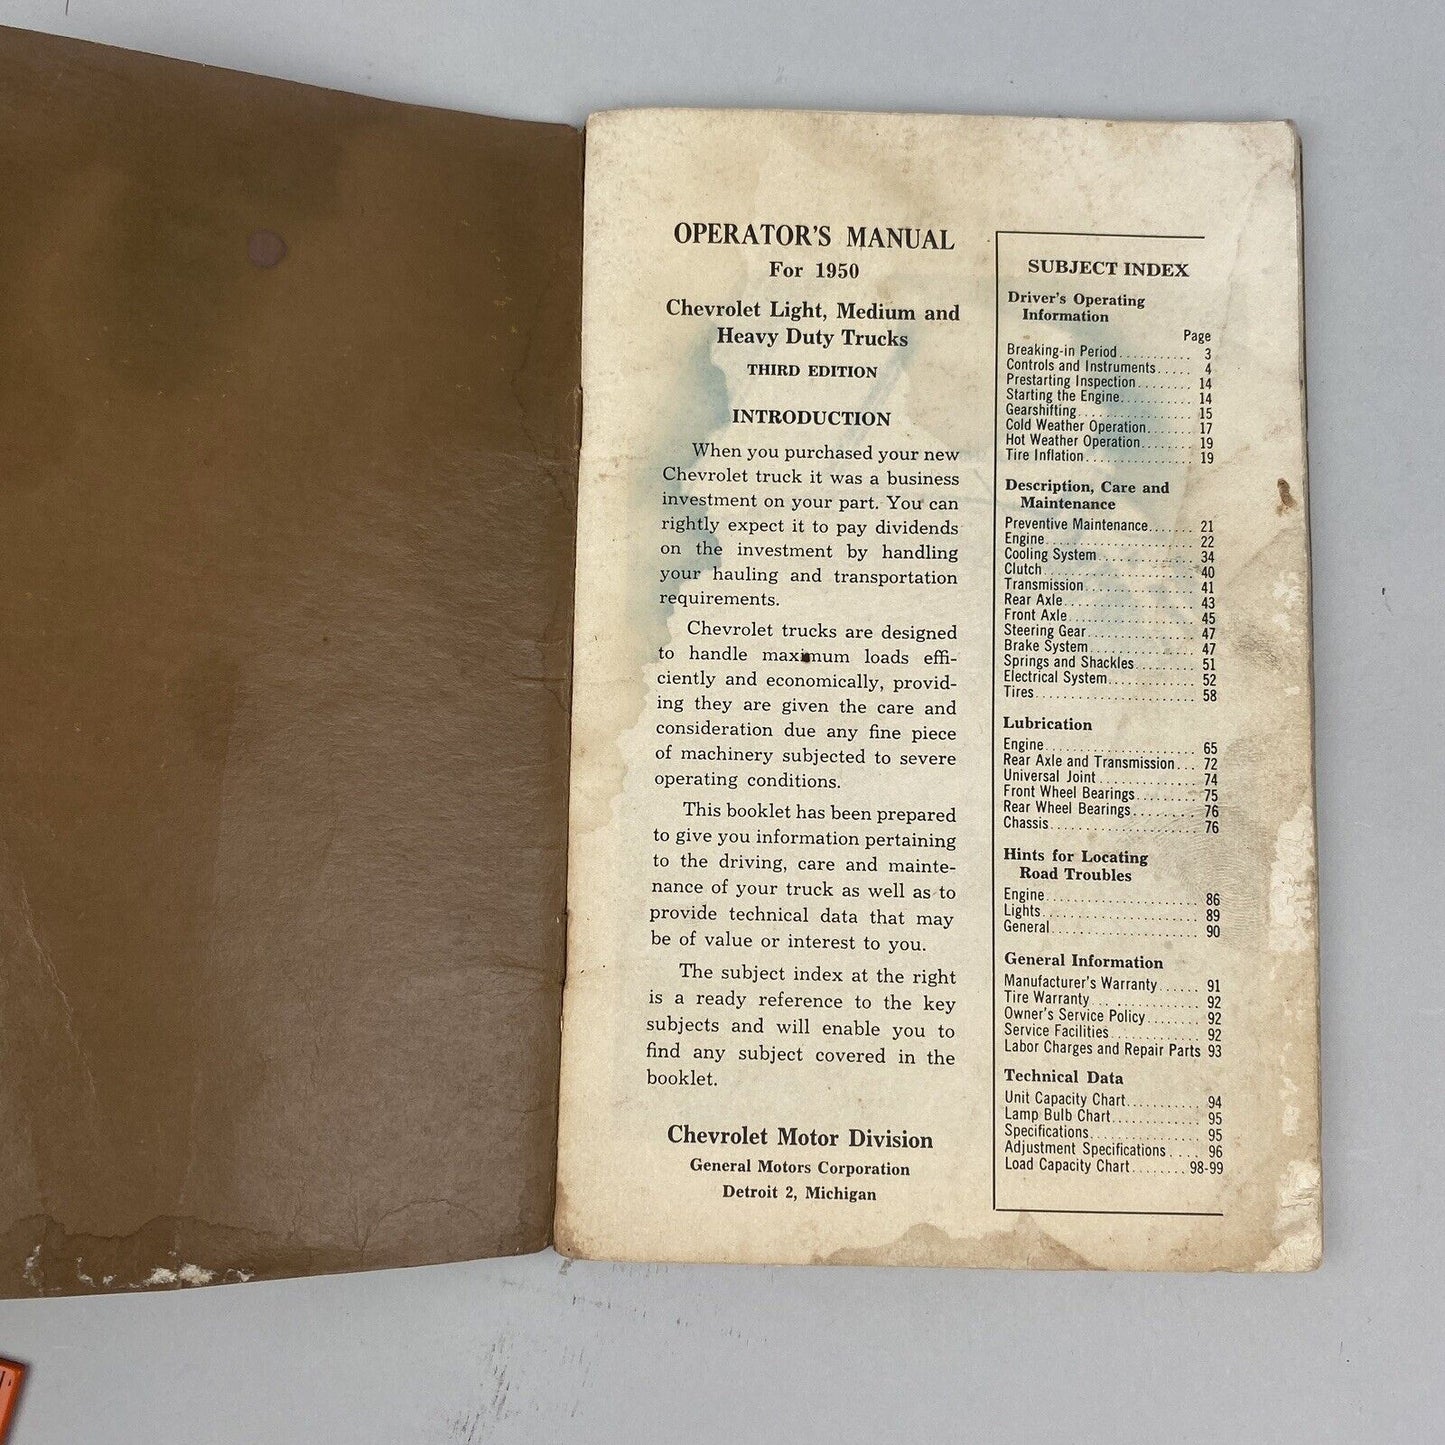 OPERATOR'S MANUAL
For 1950
Chevrolet Light, Medium and
Heavy Duty Trucks
THIRD EDITION
INTRODUCTION
When you purchased your new
Chevrolet truck it was a business
investment on your part. You can
rightly expect it to pay dividends
on the investment by handling
your hauling and transportation
requirements.
Chevrolet trucks are designed
to handle maximum loads effi-
ciently and economically, provid-
ing they are given the care and
consideration due any fine piece
of machinery subjected to severe
operating conditions.
This booklet has been prepared
to give you information pertaining
to the driving, care and mainte-
nance of your truck as well as to
provide technical data that may
be of value or interest to you.
The subject index at the right
is a ready reference to the key
subjects and will enable you to
find any subject covered in the
booklet.
Chevrolet Motor Division
General Motors Corporation
Detroit 2, Michigan
SUBJECT INDEX
Driver's Operating
Information
Page
Breaking-in Period........... 3
Controls and Instruments..... 4
Prestarting Inspection........ 14
Starting the Engine........... 14
Gearshifting................. 15
Cold Weather Operation....... 17
Hot Weather Operation........ 19
Tire Inflation................ 19
Description, Care and
Maintenance
Preventive Maintenance....... 21
Engine...................... 22
Cooling System.............. 34
Clutch...................... 40
Transmission................ 41
Rear Axle................... 43
Front Axle................... 45
Steering Gear................ 47
Brake System................ 47
Springs and Shackles......... 51
Electrical System............. 52
Tires....................... 58
Lubrication
Engine...................... 65
Rear Axle and Transmission... 72
Universal Joint............... 74
Front Wheel Bearings......... 75
Rear Wheel Bearings......... 76
Chassis...................... 76
Hints for Locating
Road Troubles
Engine...................... 86
Lights....................... 89
General..................... 90
General Information
Manufacturer's Warranty...... 91
Tire Warranty............... 92
Owner's Service Policy........ 92
Service Facilities............. 92
Labor Charges and Repair Parts 93
Technical Data
Unit Capacity Chart........... 94
Lamp Bulb Chart............. 95
Specifications................ 95
Adjustment Specifications.... 96
Load Capacity Chart........ 98-99